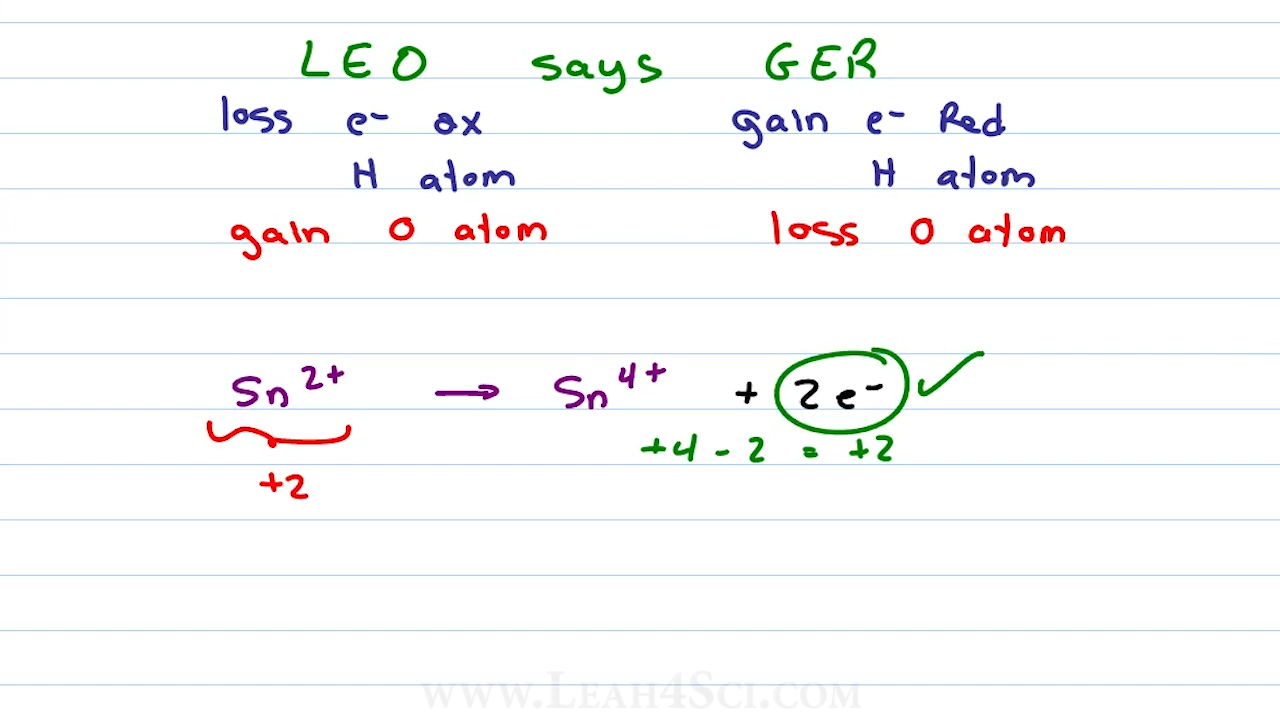 LEO says GER
loss e- ox gain e- Red
H atom H atom
gain O atom loss O atom
Sn2+ → Sn4+ + 2e- ✓
+4 - 2 = +2
+2
www.Leah4Sci.com